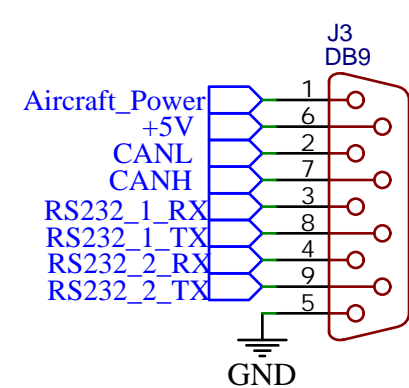 J3
DB9
Aircraft_Power 1
+5V 6
CANL 2
CANH 7
RS232_1_RX 3
RS232_1_TX 8
RS232_2_RX 4
RS232_2_TX 9
5
GND